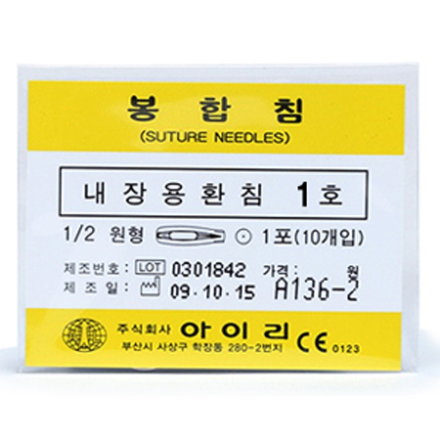 봉합침
(SUTURE NEEDLES)
내장용환침 1호
1/2 원형 1포(10개입)
제조번호 : LOT 0301842 가격 : 원
제조일 : 09.10.15 A136-2
주식회사 아이리 CE 0123
부산시 사상구 학장동 280-2번지